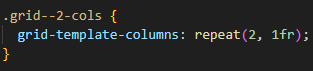 .grid--2-cols {
  grid-template-columns: repeat(2, 1fr);
}